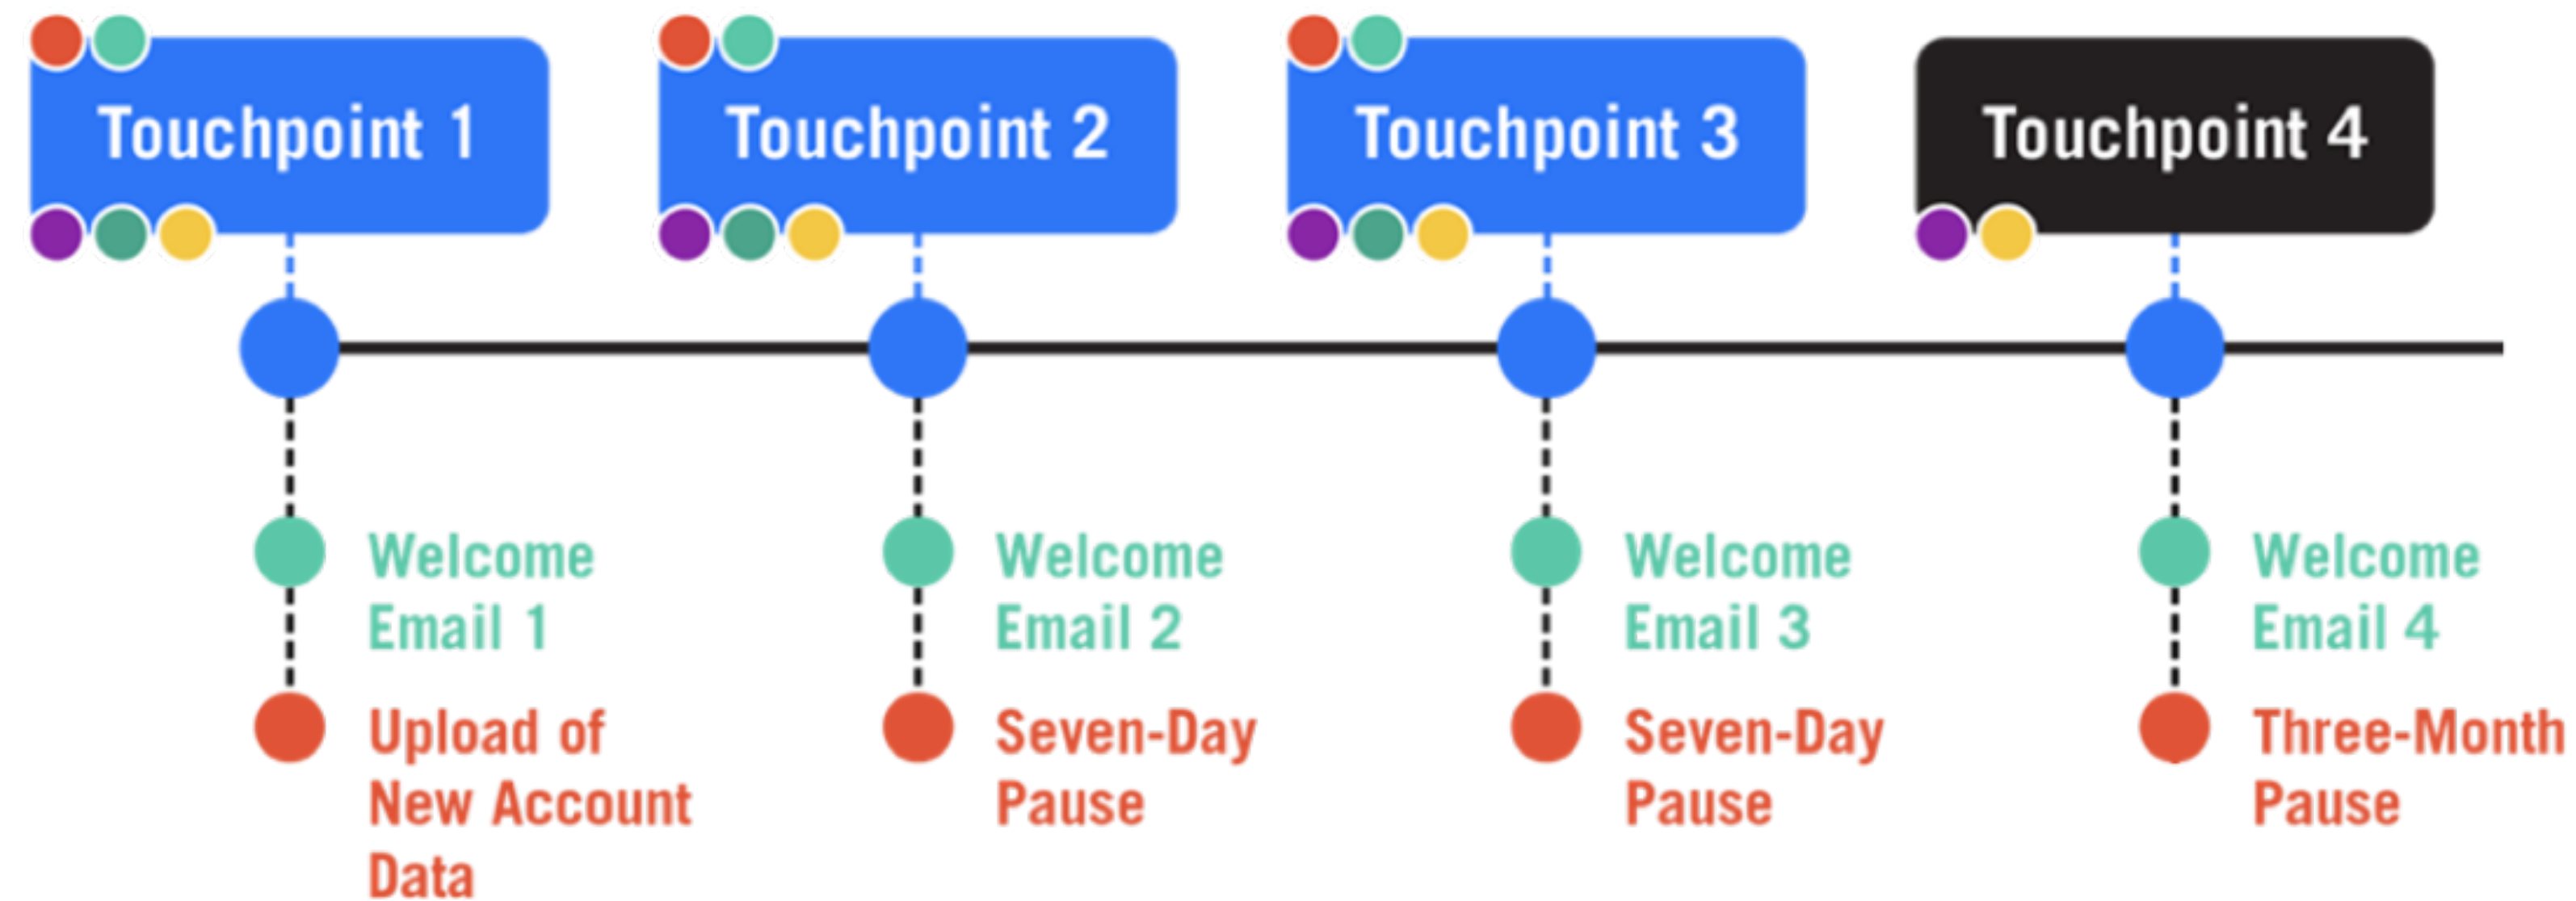 Touchpoint 1
Touchpoint 2
Touchpoint 3
Touchpoint 4
Welcome
Email 1
Upload of
New Account
Data
Welcome
Email 2
Seven-Day
Pause
Welcome
Email 3
Seven-Day
Pause
Welcome
Email 4
Three-Month
Pause